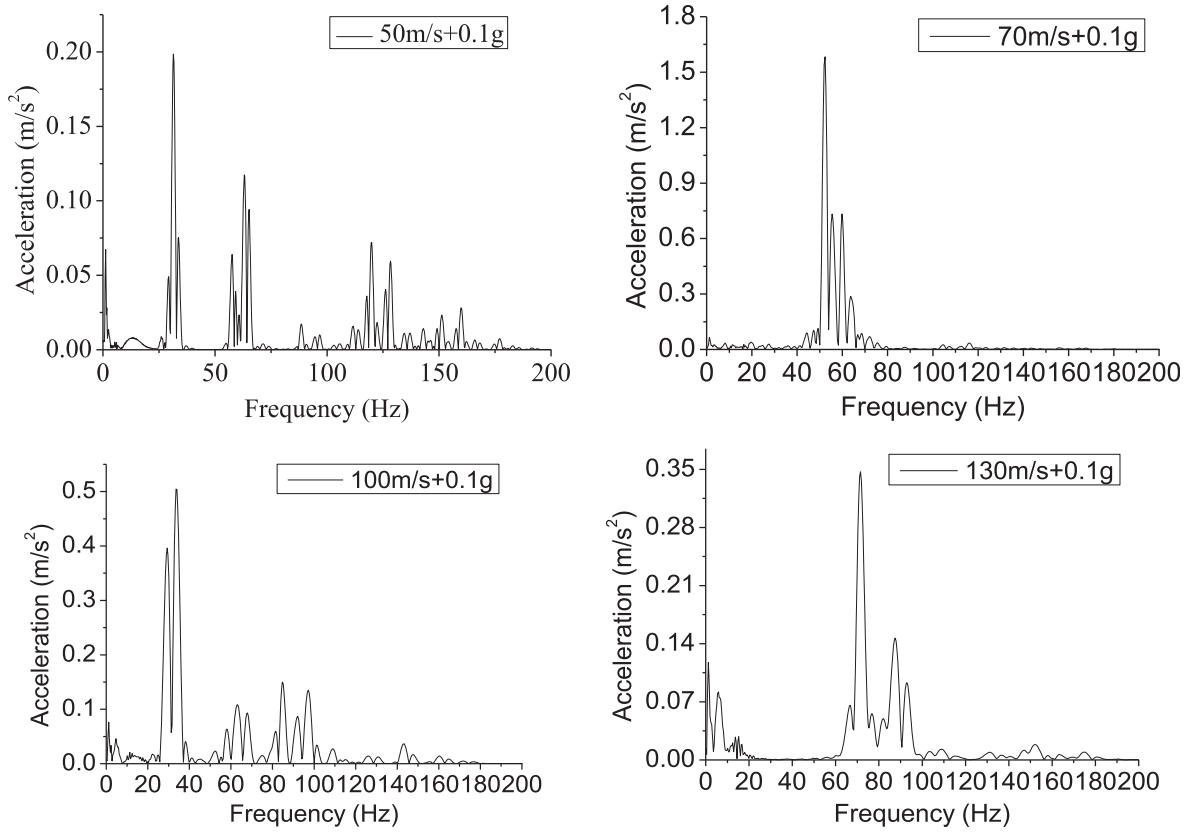 50m/s+0.1g
Acceleration (m/s²)
0.20
0.15
0.10
0.05
0.00
0 50 100 150 200
Frequency (Hz)
70m/s+0.1g
Acceleration (m/s²)
1.8
1.5
1.2
0.9
0.6
0.3
0.0
0 20 40 60 80 100 120 140 160 180 200
Frequency (Hz)
100m/s+0.1g
Acceleration (m/s²)
0.5
0.4
0.3
0.2
0.1
0.0
0 20 40 60 80 100 120 140 160 180 200
Frequency (Hz)
130m/s+0.1g
Acceleration (m/s²)
0.35
0.28
0.21
0.14
0.07
0.00
0 20 40 60 80 100 120 140 160 180 200
Frequency (Hz)